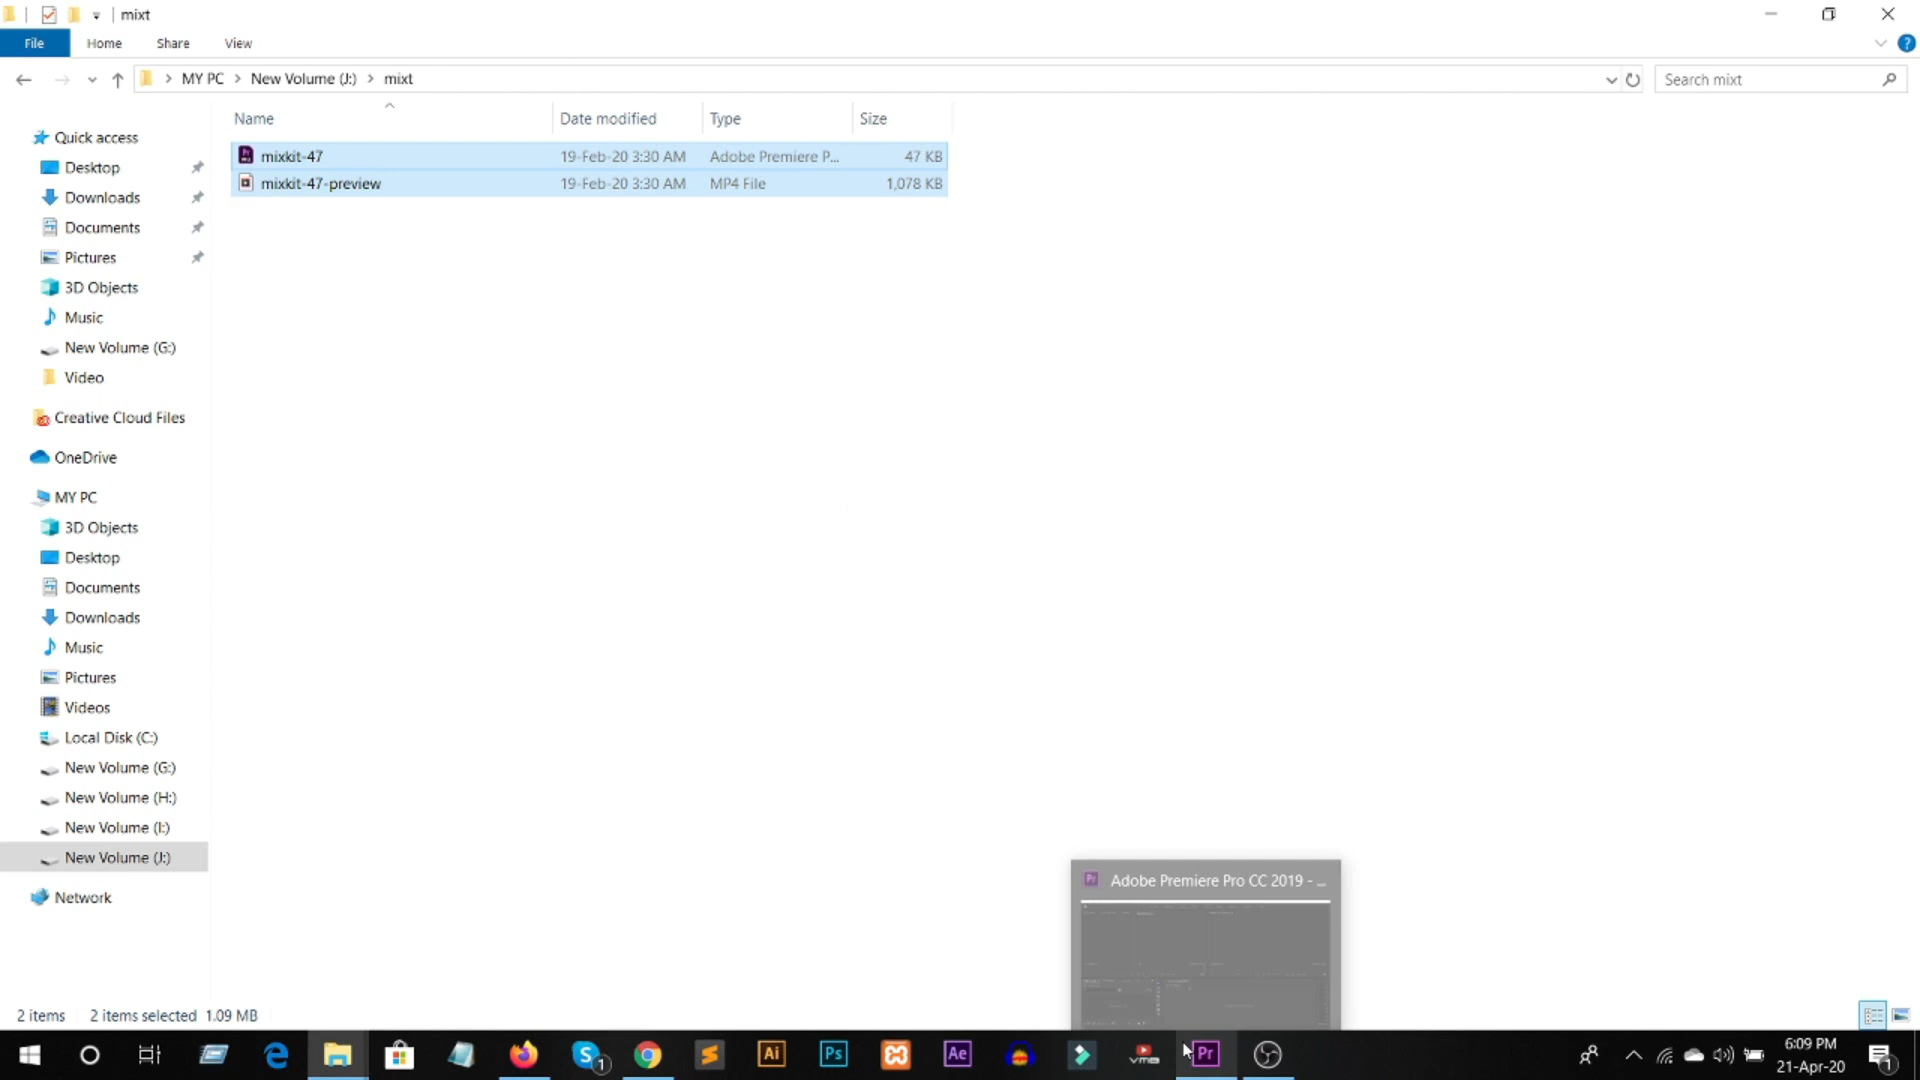 mixt
File Home Share View
MY PC New Volume (J:) mixt
Search mixt
Name Date modified Type Size
mixkit-47 19-Feb-20 3:30 AM Adobe Premiere P... 47 KB
mixkit-47-preview 19-Feb-20 3:30 AM MP4 File 1,078 KB
Quick access
Desktop
Downloads
Documents
Pictures
3D Objects
Music
New Volume (G:)
Video
Creative Cloud Files
OneDrive
MY PC
3D Objects
Desktop
Documents
Downloads
Music
Pictures
Videos
Local Disk (C:)
New Volume (G:)
New Volume (H:)
New Volume (I:)
New Volume (J:)
Network
Pr Adobe Premiere Pro CC 2019 - ...
2 items 2 items selected 1.09 MB
S 1 Ai Ps Ae Pr
6:09 PM
21-Apr-20
1